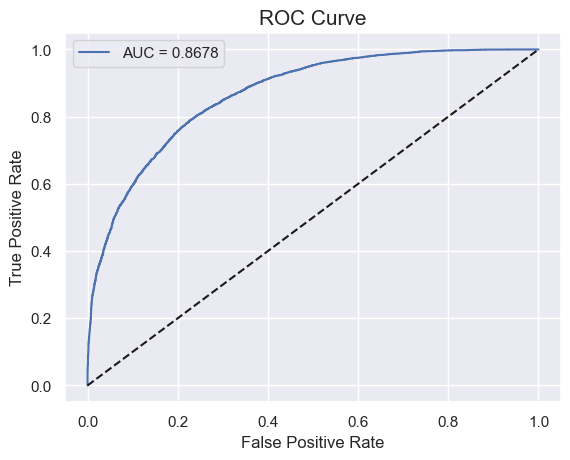 ROC Curve
AUC = 0.8678
True Positive Rate
1.0
0.8
0.6
0.4
0.2
0.0
0.0 0.2 0.4 0.6 0.8 1.0
False Positive Rate